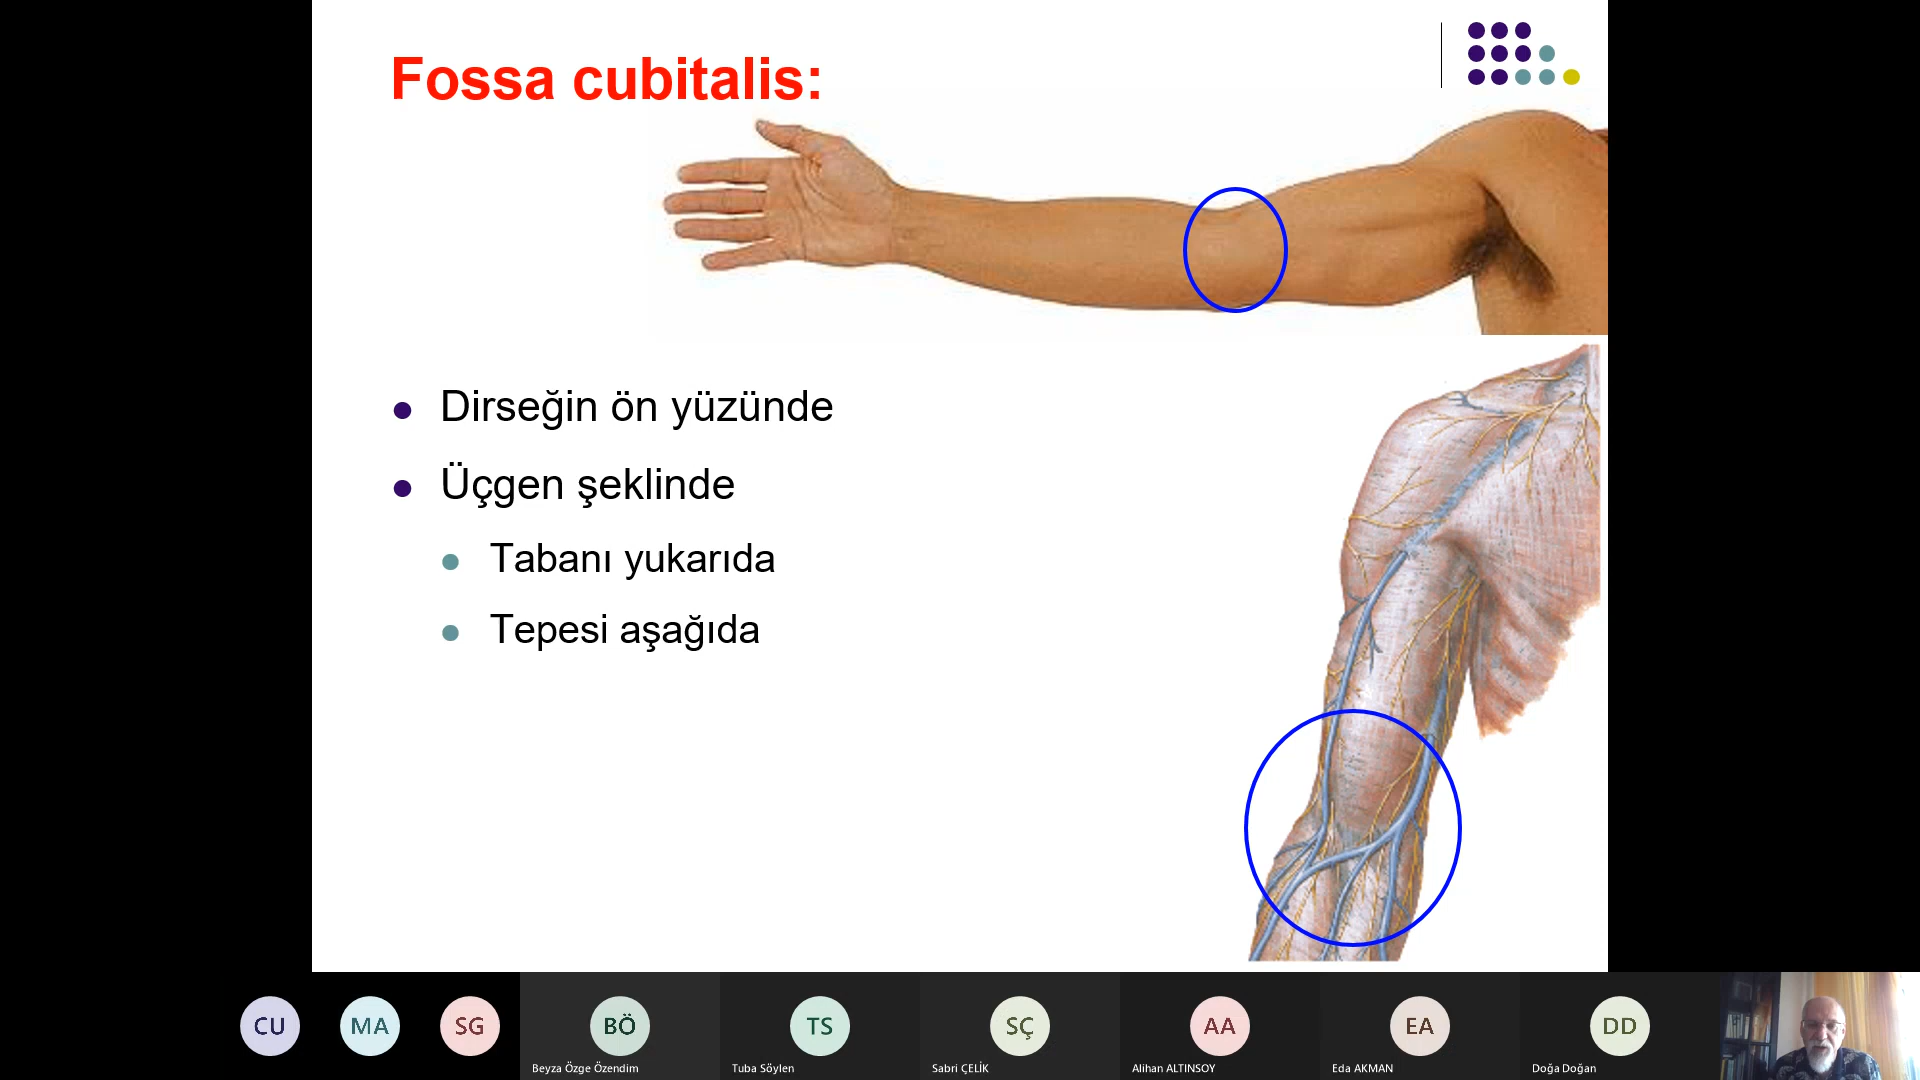 Fossa cubitalis:
Dirseğin ön yüzünde
Üçgen şeklinde
Tabanı yukarıda
Tepesi aşağıda
CU
MA
SG
BÖ
TS
SÇ
AA
EA
DD
Beyza Özge Özendim
Tuba Söylen
Sabri ÇELİK
Alihan ALTINSOY
Eda AKMAN
Doğa Doğan